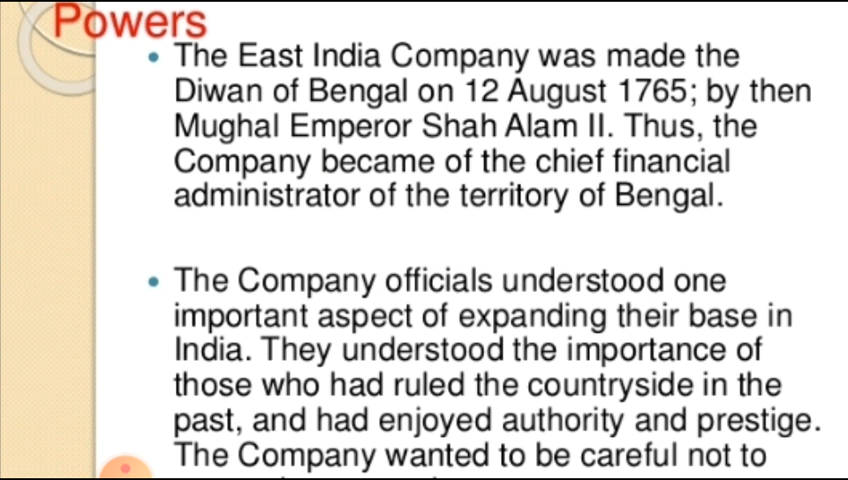 Powers
• The East India Company was made the
Diwan of Bengal on 12 August 1765; by then
Mughal Emperor Shah Alam II. Thus, the
Company became of the chief financial
administrator of the territory of Bengal.
• The Company officials understood one
important aspect of expanding their base in
India. They understood the importance of
those who had ruled the countryside in the
past, and had enjoyed authority and prestige.
The Company wanted to be careful not to